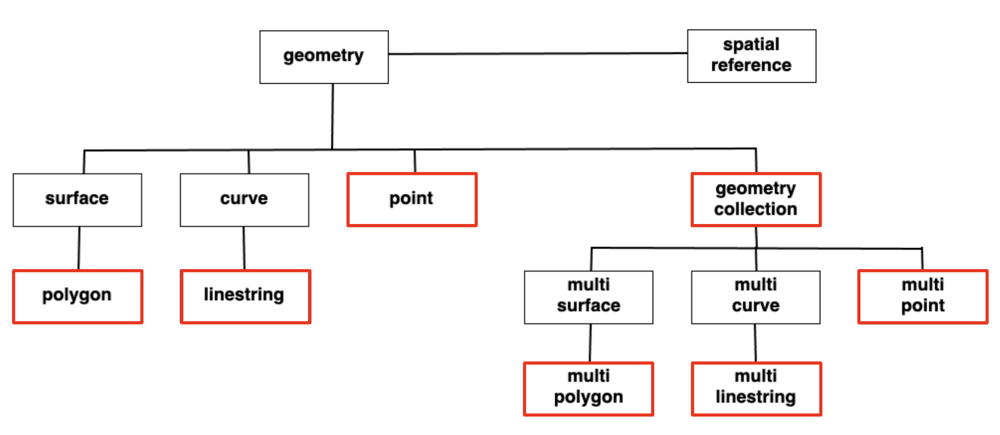 geometry
spatial
reference
surface
curve
point
geometry
collection
polygon
linestring
multi
surface
multi
curve
multi
point
multi
polygon
multi
linestring